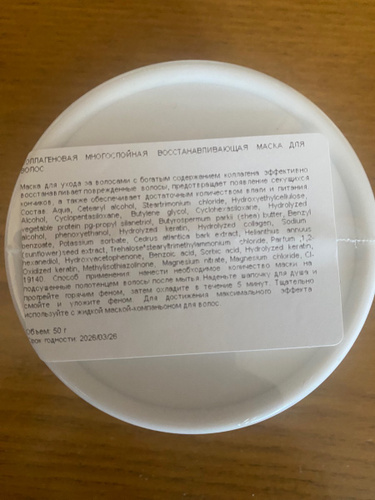 КОЛЛАГЕНОВАЯ МНОГОСЛОЙНАЯ ВОССТАНАВЛИВАЮЩАЯ МАСКА ДЛЯ
ВОЛОС
Маска для ухода за волосами с богатым содержанием коллагена эффективно
восстанавливает поврежденные волосы, предотвращает появление секущихся
кончиков, а также обеспечивает достаточным количеством влаги и питания
Состав: Aqua, Cetearyl alcohol, Steartrimonium chloride, Hydroxyethylcellulose,
Alcohol, Cyclopentasiloxane, Butylene glycol, Cyclohexasiloxane, Hydrolyzed
vegetable protein pg-propyl silanetriol, Butyrospermum parkii (shea) butter, Benzyl
alcohol, phenoxyethanol, Hydrolyzed keratin, Hydrolyzed collagen, Sodium
benzoate, Potassium sorbate, Cedrus atlantica bark extract, Helianthus annuus
(sunflower) seed extract, Trehalose*stearyltrimethylammonium chloride, Parfum ,1,2-
hexanediol, Hydroxyacetophenone, Benzoic acid, Sorbic acid, Hydrolyzed keratin,
Oxidized keratin, Methylisothiazolinone, Magnesium nitrate, Magnesium chloride, CI-
19140. Способ применения: нанести необходимое количество маски на
подсушенные полотенцем волосы после мытья. Наденьте шапочку для душа и
прогрейте горячим феном, затем охладите в течение 5 минут. Тщательно
смойте и уложите феном. Для достижения максимального эффекта
используйте с жидкой маской-компаньоном для волос
Объем: 50 г
Срок годности: 2026/03/26